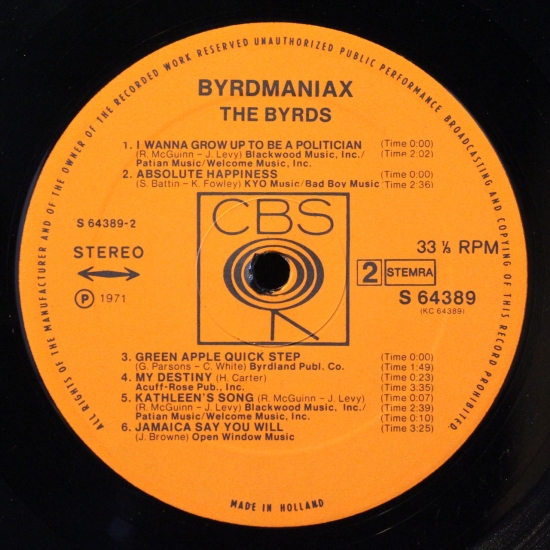 ALL RIGHTS OF THE MANUFACTURER AND OF THE OWNER OF THE RECORDED WORK RESERVED UNAUTHORIZED PUBLIC PERFORMANCE BROADCASTING AND COPYING OF THIS RECORD PROHIBITED
BYRDMANIAX
THE BYRDS
1. I WANNA GROW UP TO BE A POLITICIAN (Time 0:00)
(R. McGuinn – J. Levy) Blackwood Music, Inc./ (Time 2:02)
Patian Music/Welcome Music, Inc.
2. ABSOLUTE HAPPINESS (Time 0:00)
(S. Battin – K. Fowley) KYO Music/Bad Boy Music (Time 2:36)
CBS
S 64389-2
STEREO
P 1971
33⅓ RPM
2 STEMRA
S 64389
(KC 64389)
3. GREEN APPLE QUICK STEP (Time 0:00)
(G. Parsons – C. White) Byrdland Publ. Co. (Time 1:49)
4. MY DESTINY (H. Carter) (Time 0:23)
Acuff-Rose Pub., Inc. (Time 3:35)
5. KATHLEEN'S SONG (R. McGuinn – J. Levy) (Time 0:07)
(R. McGuinn – J. Levy) Blackwood Music, Inc./ (Time 2:39)
Patian Music/Welcome Music, Inc. (Time 0:10)
6. JAMAICA SAY YOU WILL (Time 3:25)
(J. Browne) Open Window Music
MADE IN HOLLAND